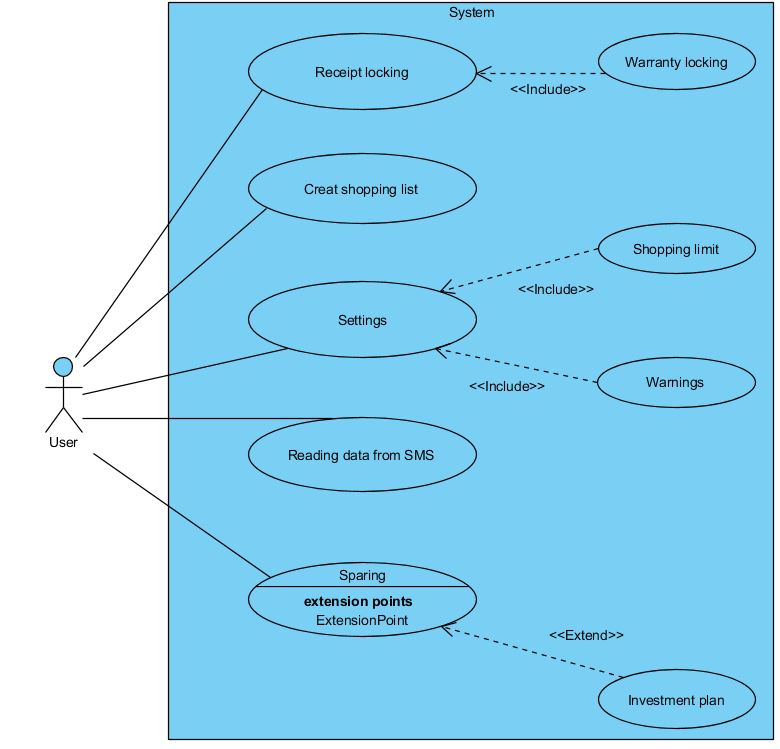 System
Receipt locking
Warranty locking
<<Include>>
Creat shopping list
Shopping limit
<<Include>>
Settings
Warnings
<<Include>>
User
Reading data from SMS
Sparing
extension points
ExtensionPoint
<<Extend>>
Investment plan